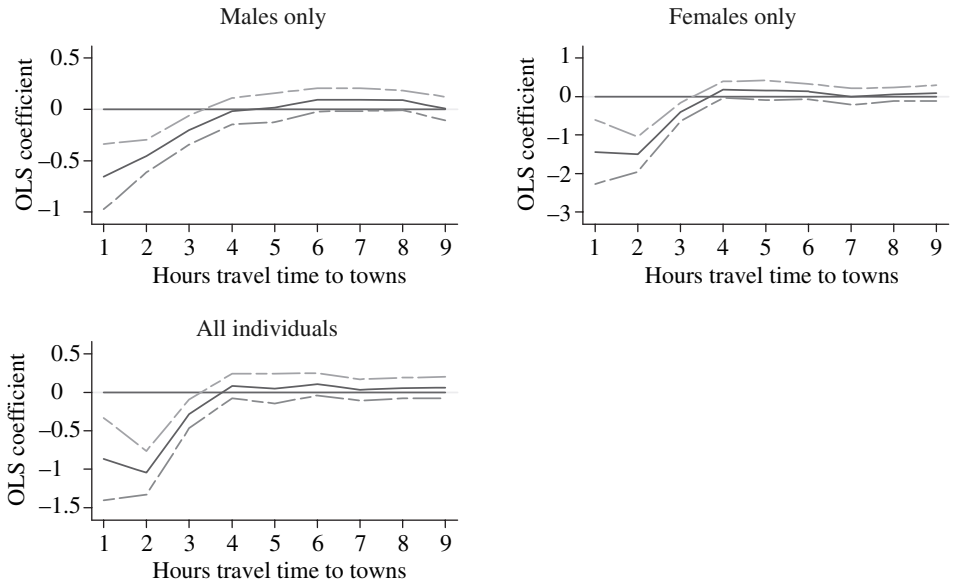 Males only
OLS coefficient
0.5
0
–0.5
–1
1 2 3 4 5 6 7 8 9
Hours travel time to towns
Females only
OLS coefficient
1
0
–1
–2
–3
1 2 3 4 5 6 7 8 9
Hours travel time to towns
All individuals
OLS coefficient
0.5
0
–0.5
–1
–1.5
1 2 3 4 5 6 7 8 9
Hours travel time to towns